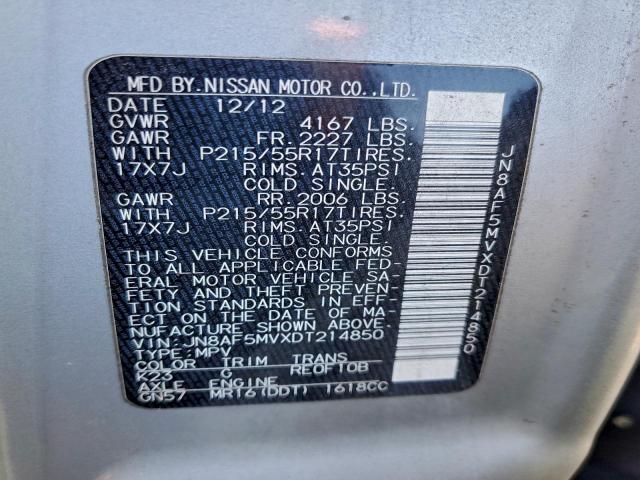 MFD BY.NISSAN MOTOR CO.,LTD.
DATE 12/12
GVWR 4167 LBS.
GAWR FR. 2227 LBS.
WITH P215/55R17TIRES.
17X7J RIMS. AT35PSI
COLD SINGLE.
GAWR RR. 2006 LBS.
WITH P215/55R17TIRES.
17X7J RIMS. AT35PSI
COLD SINGLE.
THIS VEHICLE CONFORMS
TO ALL APPLICABLE FED-
ERAL MOTOR VEHICLE SA-
FETY AND THEFT PREVEN-
TION STANDARDS IN EFF-
ECT ON THE DATE OF MA-
NUFACTURE SHOWN ABOVE.
VIN: JN8AF5MVXDT214850
TYPE:MPV
COLOR TRIM TRANS
K23 G RE0F10B
AXLE ENGINE
GN57 MR16(DDT) 1618CC
JN8AF5MVXDT214850